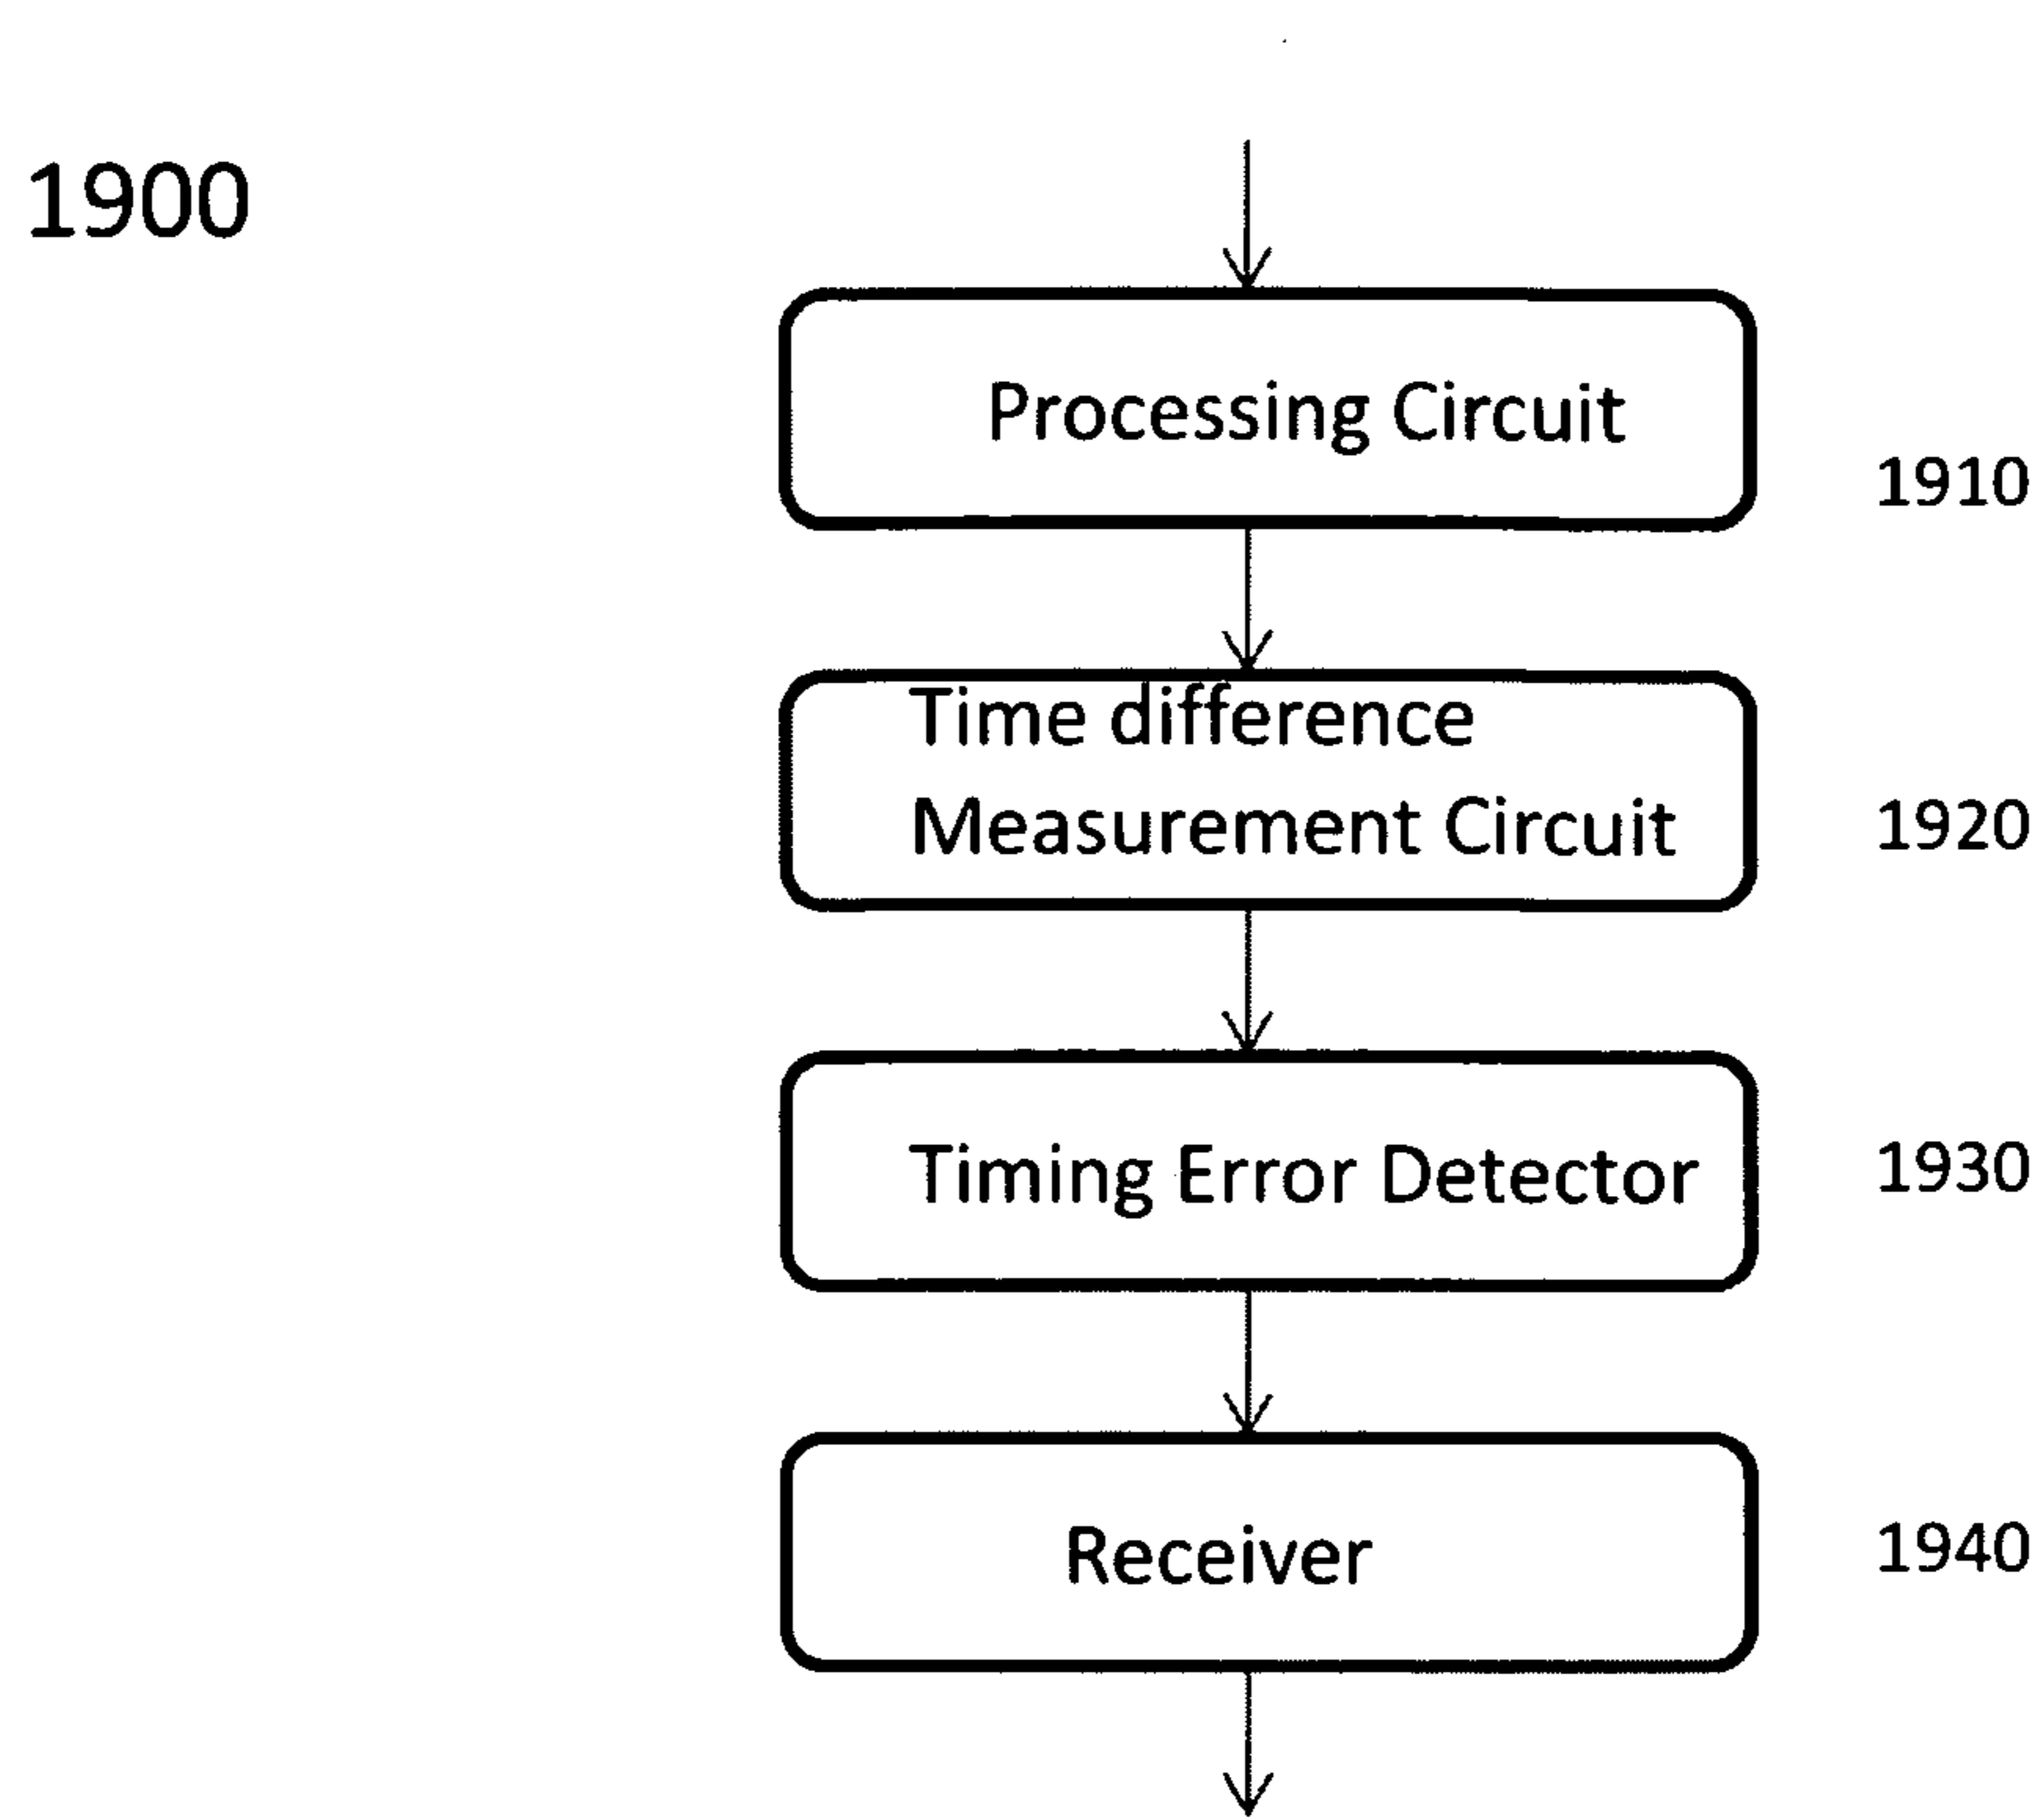 1900
Processing Circuit
1910
Time difference
Measurement Circuit
1920
Timing Error Detector
1930
Receiver
1940